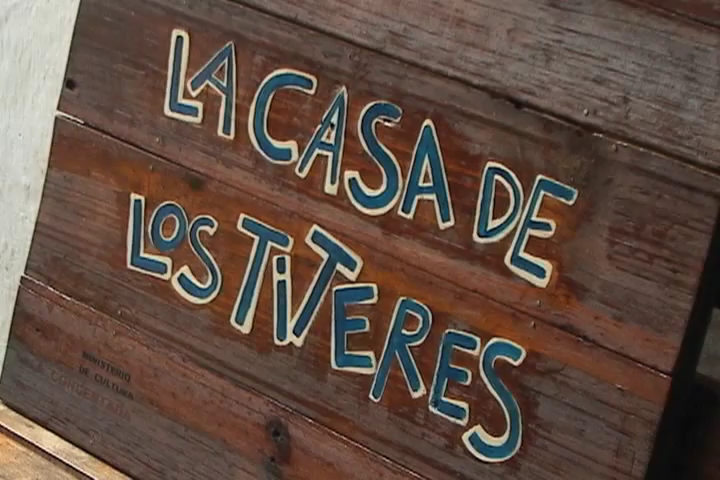 LA CASA DE
LOS TiTERES
MINISTERIO
DE CULTURA